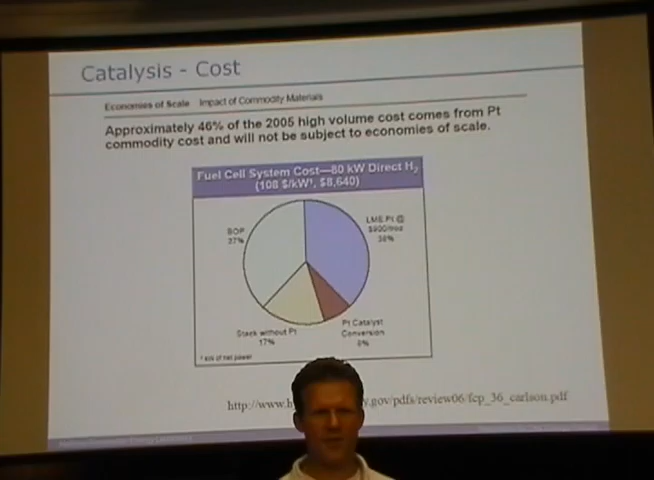 Catalysis - Cost
Economies of Scale Impact of Commodity Materials
Approximately 46% of the 2005 high volume cost comes from Pt
commodity cost and will not be subject to economies of scale.
Fuel Cell System Cost—80 kW Direct H2
(108 $/kW¹, $8,640)
BOP
37%
LME Pt @
$900/troz
38%
Stack without Pt
17%
Pt Catalyst
Conversion
8%
¹ kW of net power
http://www.h
.gov/pdfs/review06/fcp_36_carlson.pdf